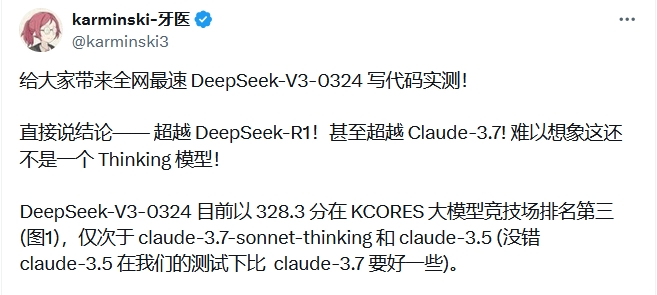 karminski-牙医
@karminski3
给大家带来全网最速 DeepSeek-V3-0324 写代码实测！
直接说结论—— 超越 DeepSeek-R1！甚至超越 Claude-3.7! 难以想象这还
不是一个 Thinking 模型！
DeepSeek-V3-0324 目前以 328.3 分在 KCORES 大模型竞技场排名第三
(图1)，仅次于 claude-3.7-sonnet-thinking 和 claude-3.5 (没错
claude-3.5 在我们的测试下比 claude-3.7 要好一些)。